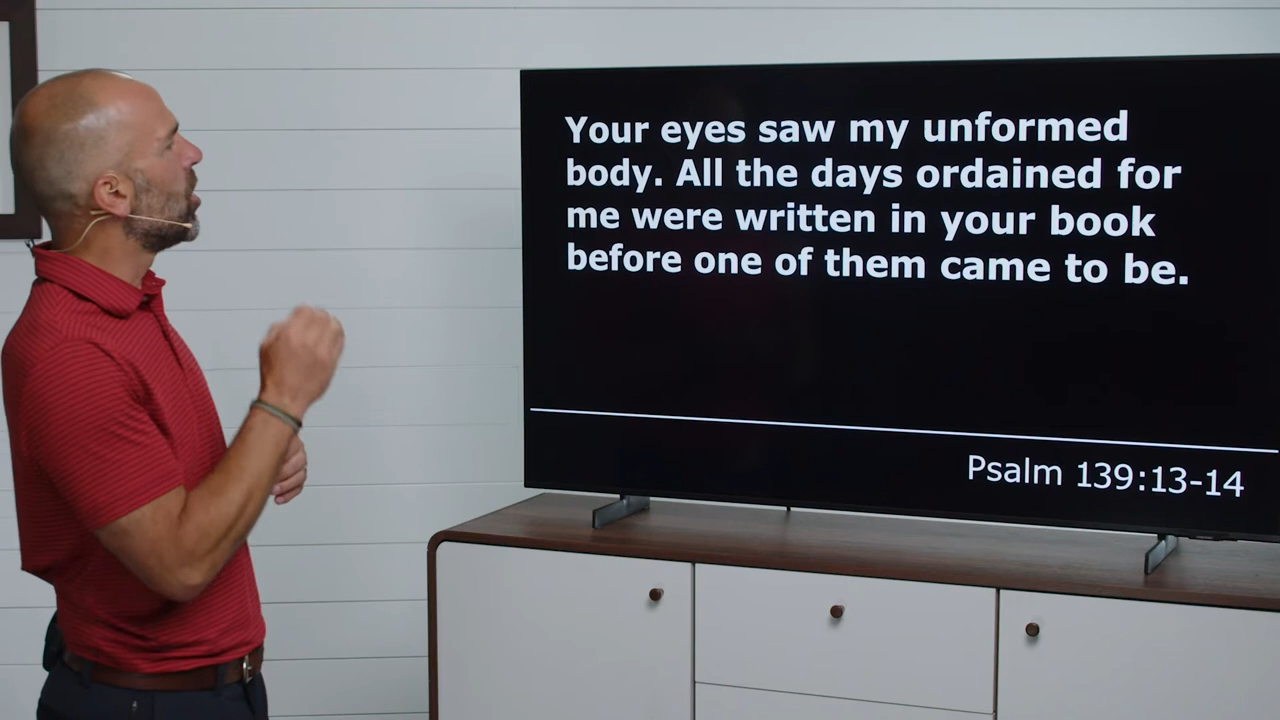 Your eyes saw my unformed
body. All the days ordained for
me were written in your book
before one of them came to be.
Psalm 139:13-14